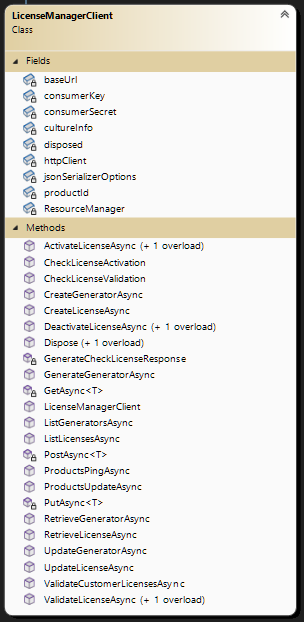 LicenseManagerClient
Class
Fields
baseUrl
consumerKey
consumerSecret
cultureInfo
disposed
httpClient
jsonSerializerOptions
productId
ResourceManager
Methods
ActivateLicenseAsync (+ 1 overload)
CheckLicenseActivation
CheckLicenseValidation
CreateGeneratorAsync
CreateLicenseAsync
DeactivateLicenseAsync (+ 1 overload)
Dispose (+ 1 overload)
GenerateCheckLicenseResponse
GenerateGeneratorAsync
GetAsync<T>
LicenseManagerClient
ListGeneratorsAsync
ListLicensesAsync
PostAsync<T>
ProductsPingAsync
ProductsUpdateAsync
PutAsync<T>
RetrieveGeneratorAsync
RetrieveLicenseAsync
UpdateGeneratorAsync
UpdateLicenseAsync
ValidateCustomerLicensesAsync
ValidateLicenseAsync (+ 1 overload)